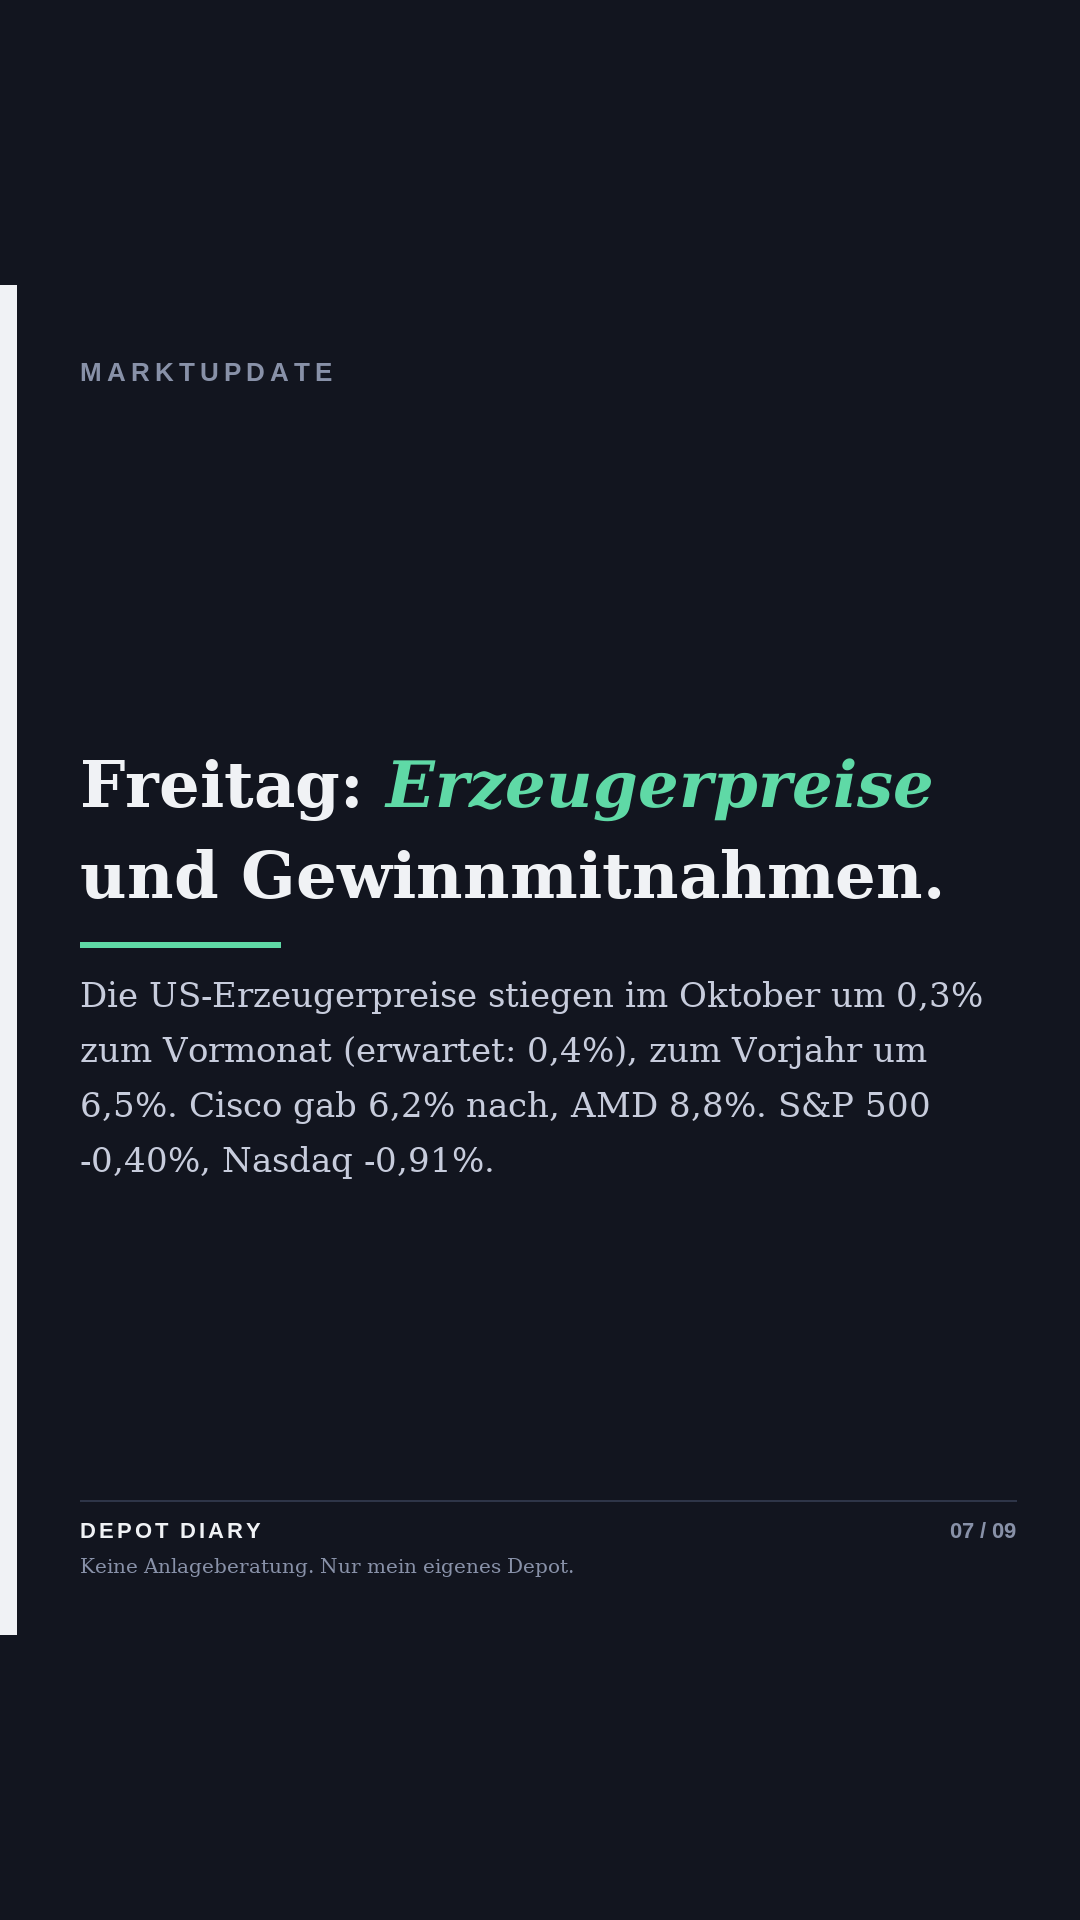 MARKTUPDATE
Freitag: Erzeugerpreise
und Gewinnmitnahmen.
Die US-Erzeugerpreise stiegen im Oktober um 0,3%
zum Vormonat (erwartet: 0,4%), zum Vorjahr um
6,5%. Cisco gab 6,2% nach, AMD 8,8%. S&P 500
-0,40%, Nasdaq -0,91%.
DEPOT DIARY
07 / 09
Keine Anlageberatung. Nur mein eigenes Depot.